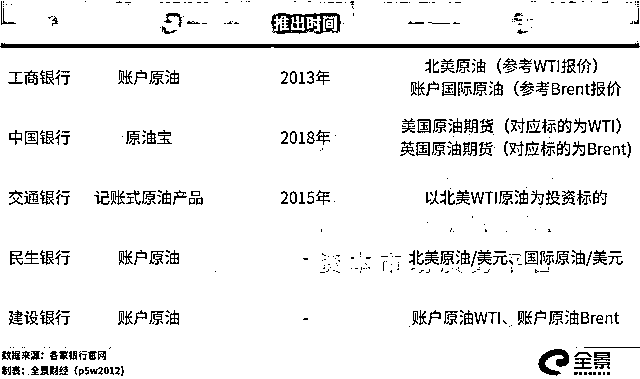 推出时间
工商银行 账户原油 2013年 北美原油（参考WTI报价）
账户国际原油（参考Brent报价
中国银行 原油宝 2018年 美国原油期货（对应标的为WTI）
英国原油期货（对应标的为Brent)
交通银行 记账式原油产品 2015年 以北美WTI原油为投资标的
民生银行 账户原油 - 北美原油/美元、国际原油/美元
建设银行 账户原油 - 账户原油WTI、账户原油Brent
数据来源：各家银行官网
制表：全景财经（p5w2012)
全景